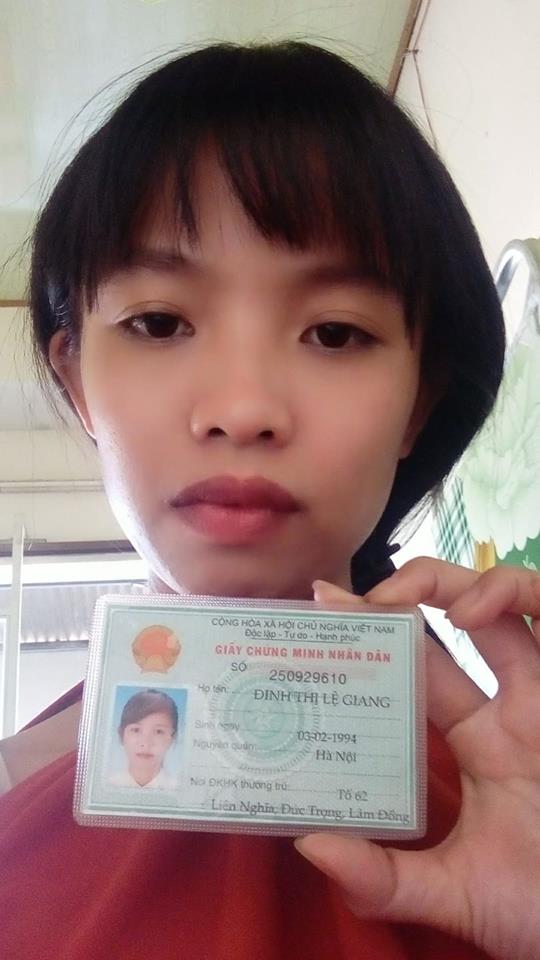 CỘNG HÒA XÃ HỘI CHỦ NGHĨA VIỆT NAM
Độc lập - Tự do - Hạnh phúc
GIẤY CHỨNG MINH NHÂN DÂN
SỐ 250929610
Họ tên: ĐINH THỊ LỆ GIANG
Sinh ngày 03-02-1994
Nguyên quán: Hà Nội
Nơi ĐKHK thường trú: Tổ 62
Liên Nghĩa, Đức Trọng, Lâm Đồng